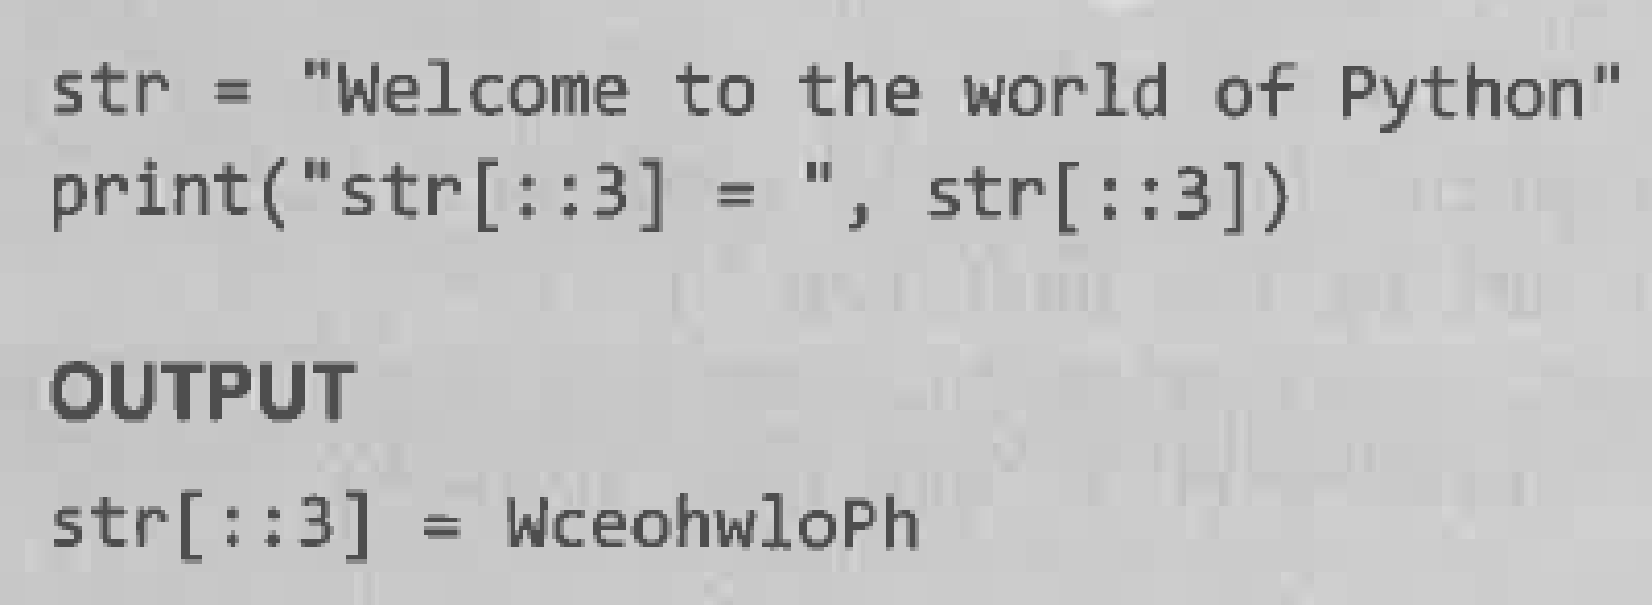 str = "Welcome to the world of Python"
print("str[::3] = ", str[::3])
OUTPUT
str[::3] = WceohwloPh